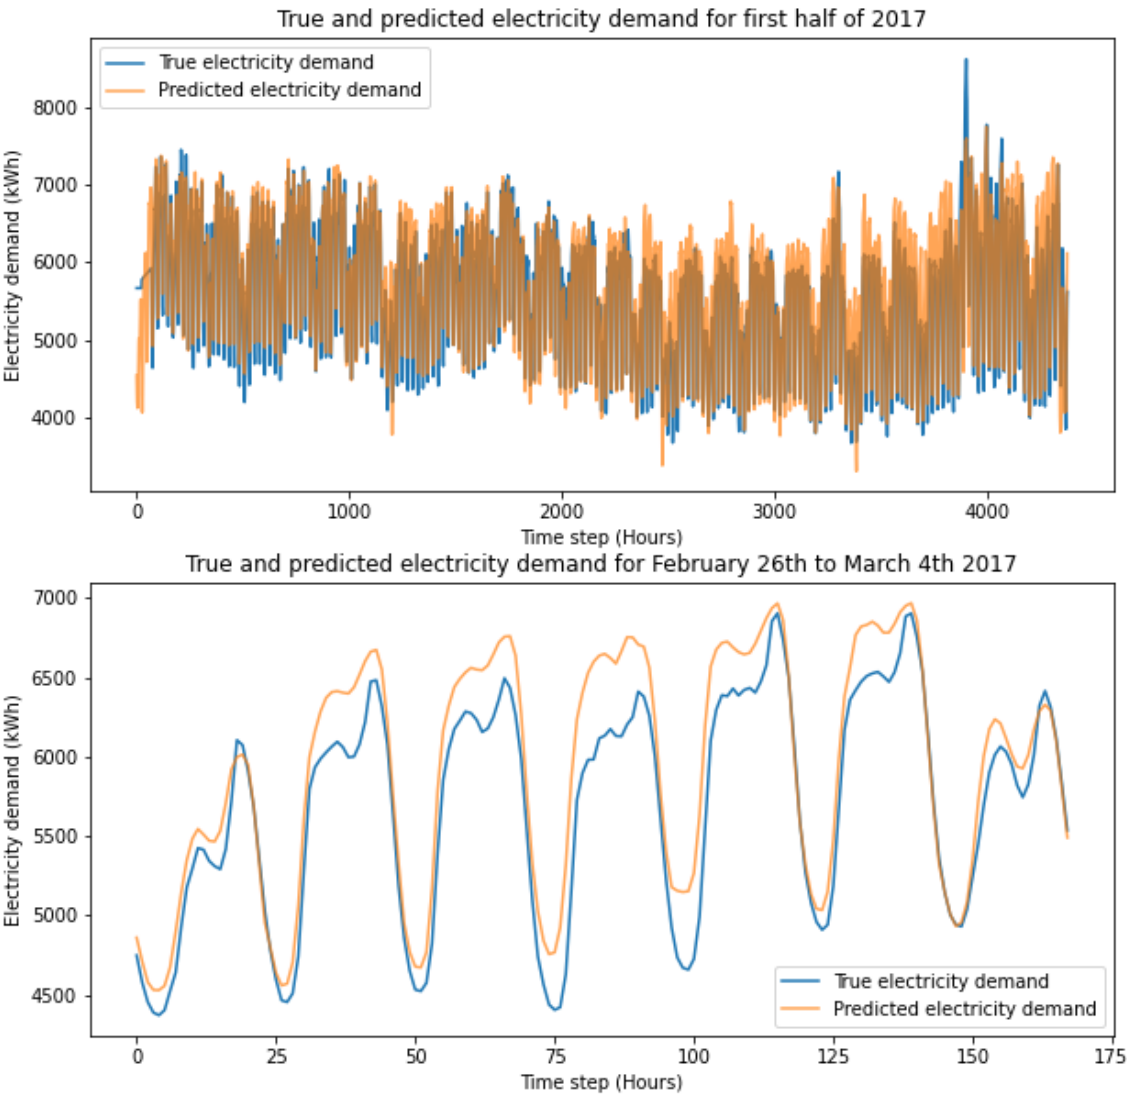 True and predicted electricity demand for first half of 2017
True electricity demand
Predicted electricity demand
Electricity demand (kWh)
8000
7000
6000
5000
4000
0 1000 2000 3000 4000
Time step (Hours)
True and predicted electricity demand for February 26th to March 4th 2017
Electricity demand (kWh)
7000
6500
6000
5500
5000
4500
True electricity demand
Predicted electricity demand
0 25 50 75 100 125 150 175
Time step (Hours)